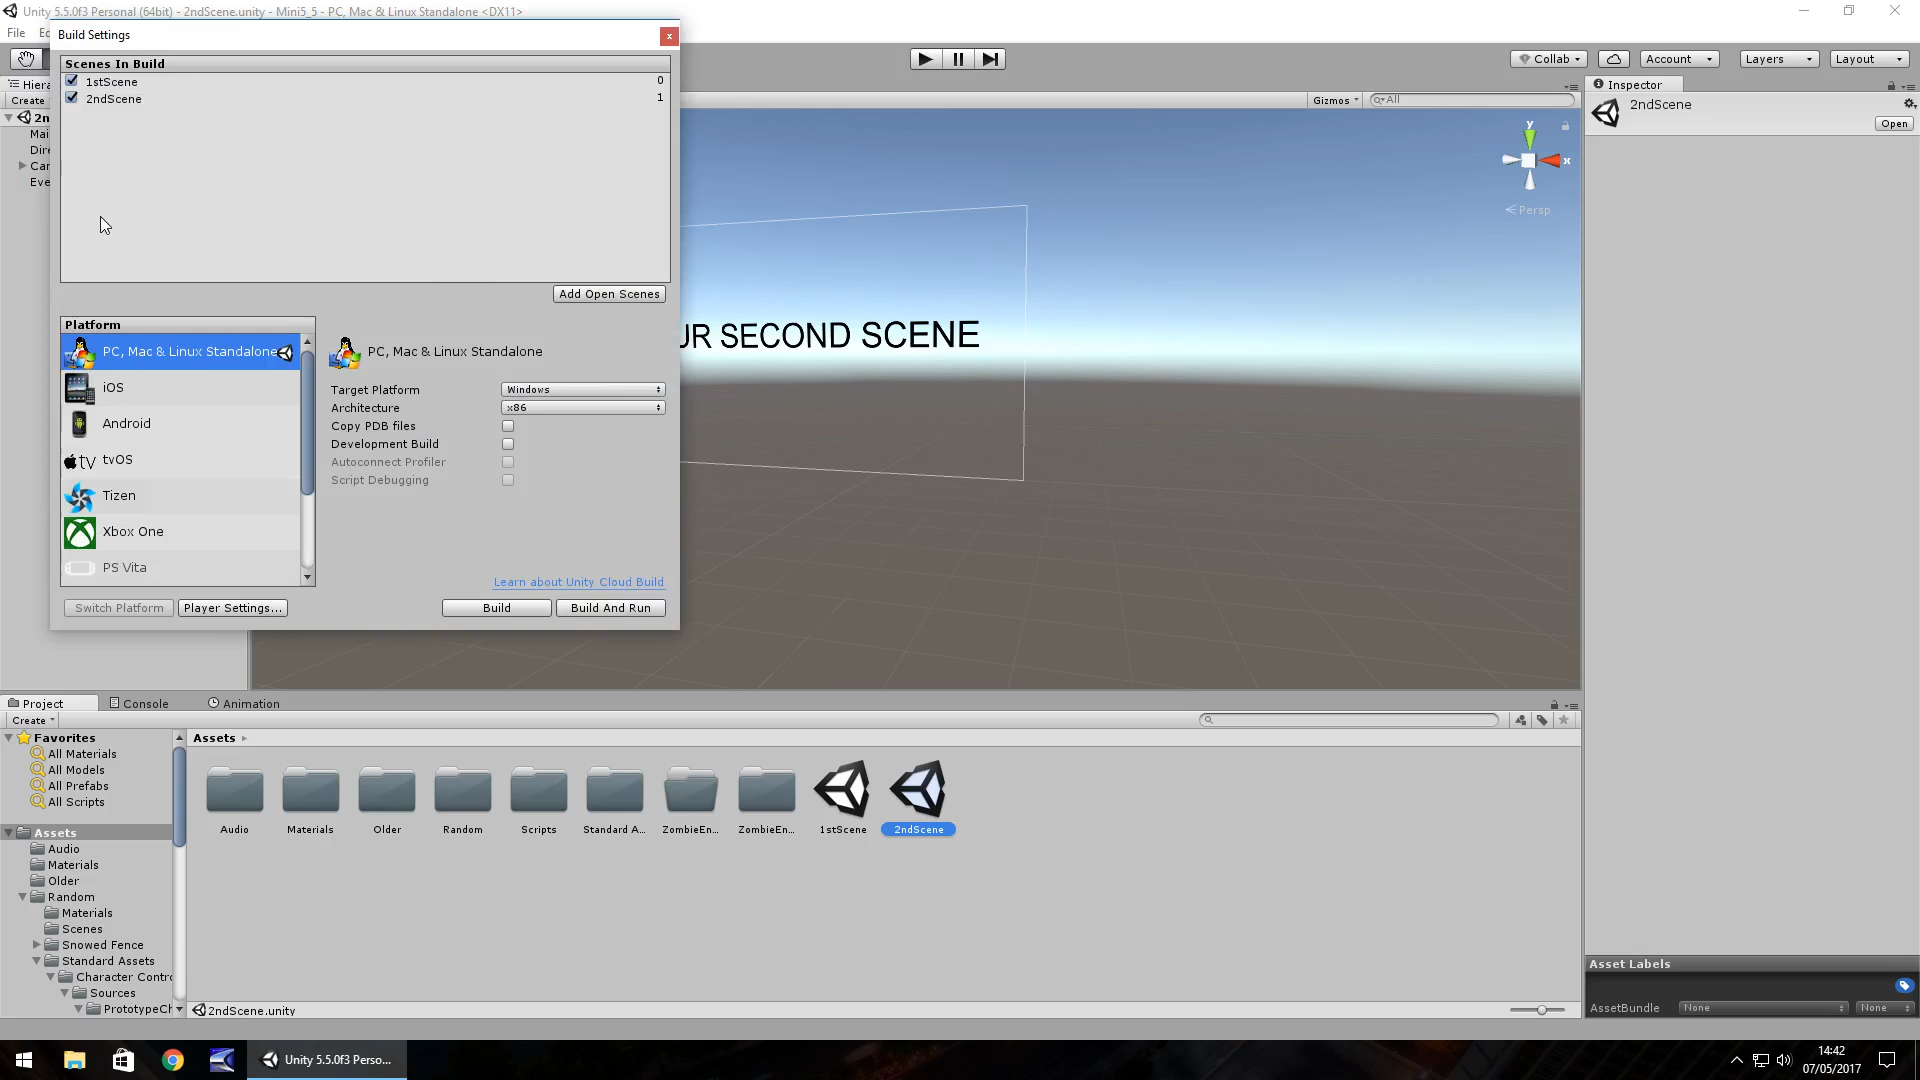 Unity 5.5.0f3 Personal (64bit) - 2ndScene.unity - Mini5_5 - PC, Mac & Linux Standalone <DX11>
File
Build Settings
x
Collab
Account
Layers
Layout
Scenes In Build
1stScene 0
2ndScene 1
Create
Gizmos
All
Inspector
2ndScene
Open
y
x
Persp
UR SECOND SCENE
Add Open Scenes
Platform
PC, Mac & Linux Standalone
iOS
Android
tv tvOS
Tizen
Xbox One
PS Vita
PC, Mac & Linux Standalone
Target Platform Windows
Architecture x86
Copy PDB files
Development Build
Autoconnect Profiler
Script Debugging
Learn about Unity Cloud Build
Switch Platform
Player Settings...
Build
Build And Run
Project
Console
Animation
Create
Favorites
All Materials
All Models
All Prefabs
All Scripts
Assets
Audio
Materials
Older
Random
Materials
Scenes
Snowed Fence
Standard Assets
Character Contro
Sources
PrototypeCh
Assets
Audio
Materials
Older
Random
Scripts
Standard A...
ZombieEn...
ZombieEn...
1stScene
2ndScene
2ndScene.unity
Asset Labels
AssetBundle None None
Unity 5.5.0f3 Perso...
14:42
07/05/2017